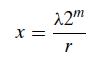 x = λ2^m / r